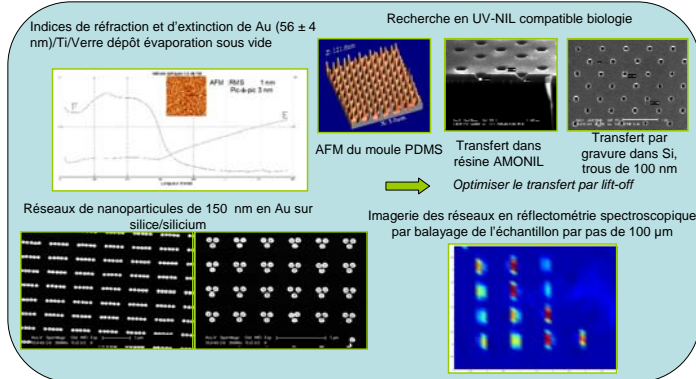 Indices de réfraction et d'extinction de Au (56 ± 4
nm)/Ti/Verre dépôt évaporation sous vide
AFM RMS 1 nm
Pic-à-pic 3 nm
Recherche en UV-NIL compatible biologie
AFM du moule PDMS
Transfert dans
résine AMONIL
Transfert par
gravure dans Si,
trous de 100 nm
Optimiser le transfert par lift-off
Réseaux de nanoparticules de 150 nm en Au sur
silice/silicium
Imagerie des réseaux en réflectométrie spectroscopique
par balayage de l'échantillon par pas de 100 µm